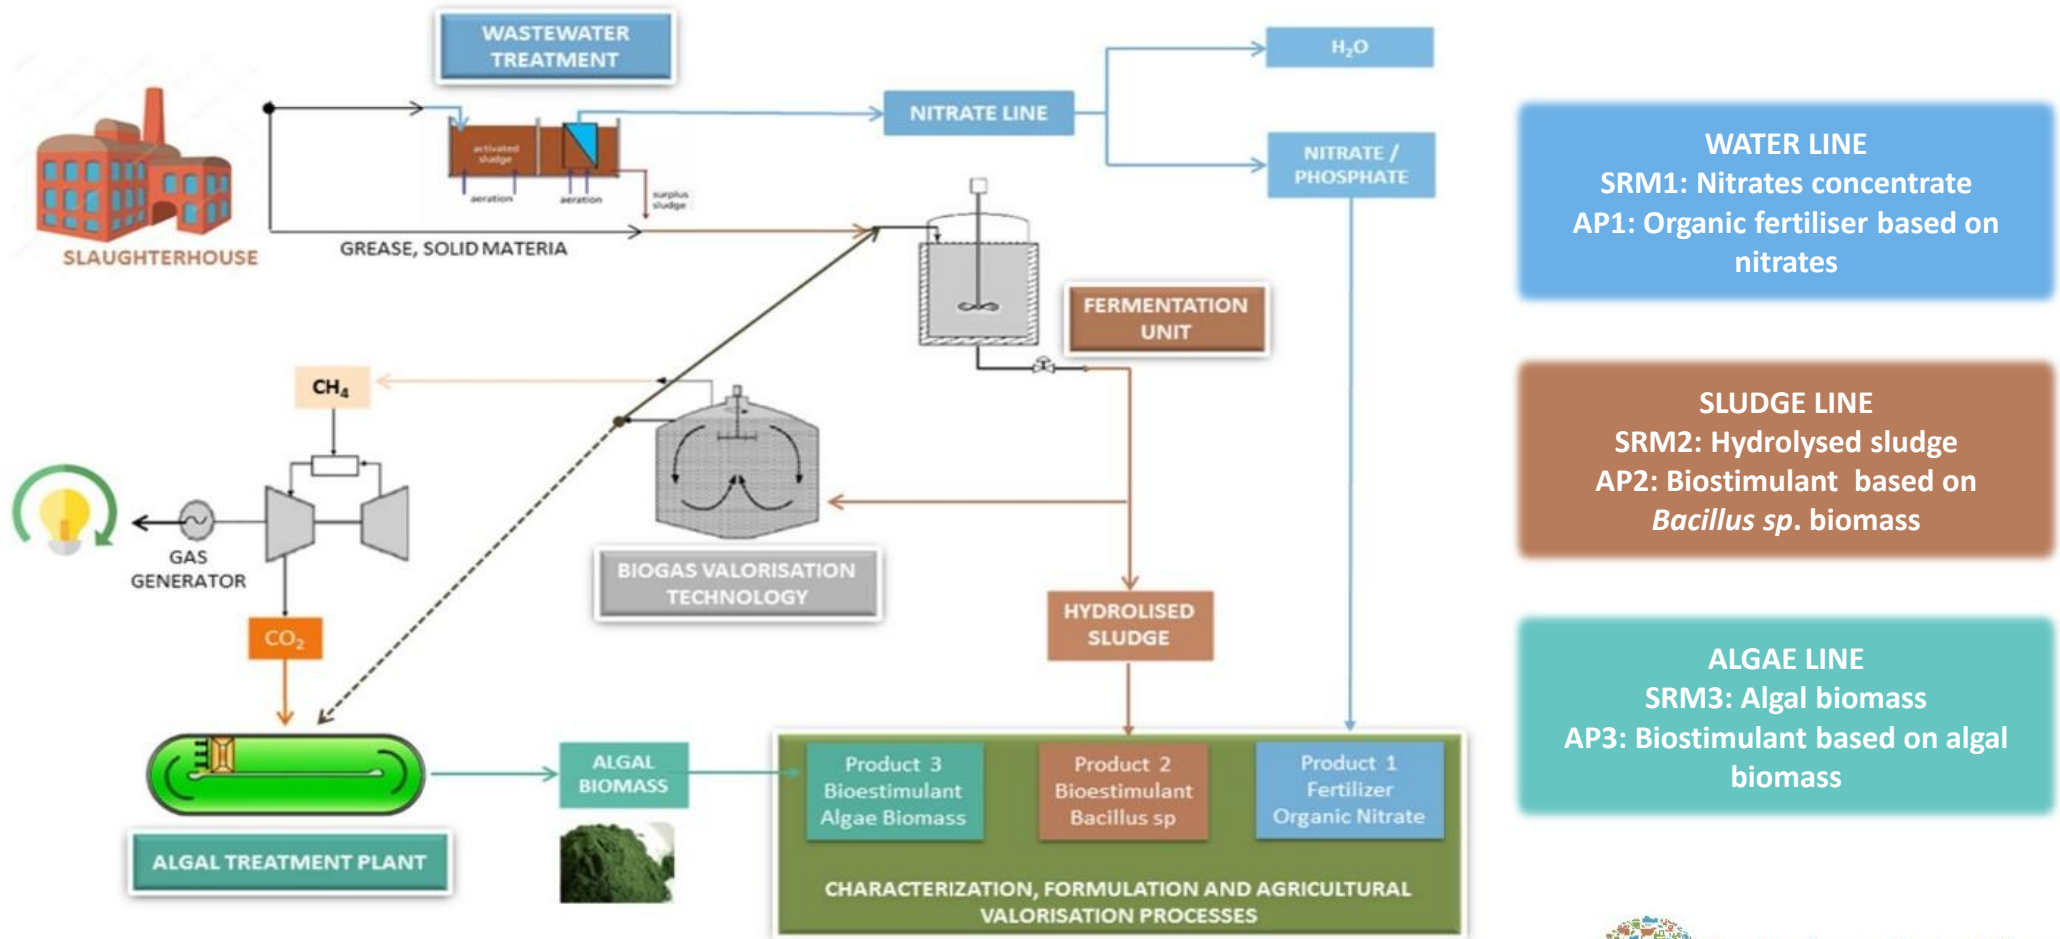 WASTEWATER
TREATMENT
H₂O
NITRATE LINE
NITRATE /
PHOSPHATE
activated
sludge
aeration
aeration
surplus
sludge
SLAUGHTERHOUSE
GREASE, SOLID MATERIA
FERMENTATION
UNIT
CH₄
GAS
GENERATOR
BIOGAS VALORISATION
TECHNOLOGY
HYDROLISED
SLUDGE
CO₂
ALGAL
BIOMASS
ALGAL TREATMENT PLANT
Product 3
Bioestimulant
Algae Biomass
Product 2
Bioestimulant
Bacillus sp
Product 1
Fertilizer
Organic Nitrate
CHARACTERIZATION, FORMULATION AND AGRICULTURAL
VALORISATION PROCESSES
WATER LINE
SRM1: Nitrates concentrate
AP1: Organic fertiliser based on
nitrates
SLUDGE LINE
SRM2: Hydrolysed sludge
AP2: Biostimulant based on
Bacillus sp. biomass
ALGAE LINE
SRM3: Algal biomass
AP3: Biostimulant based on algal
biomass